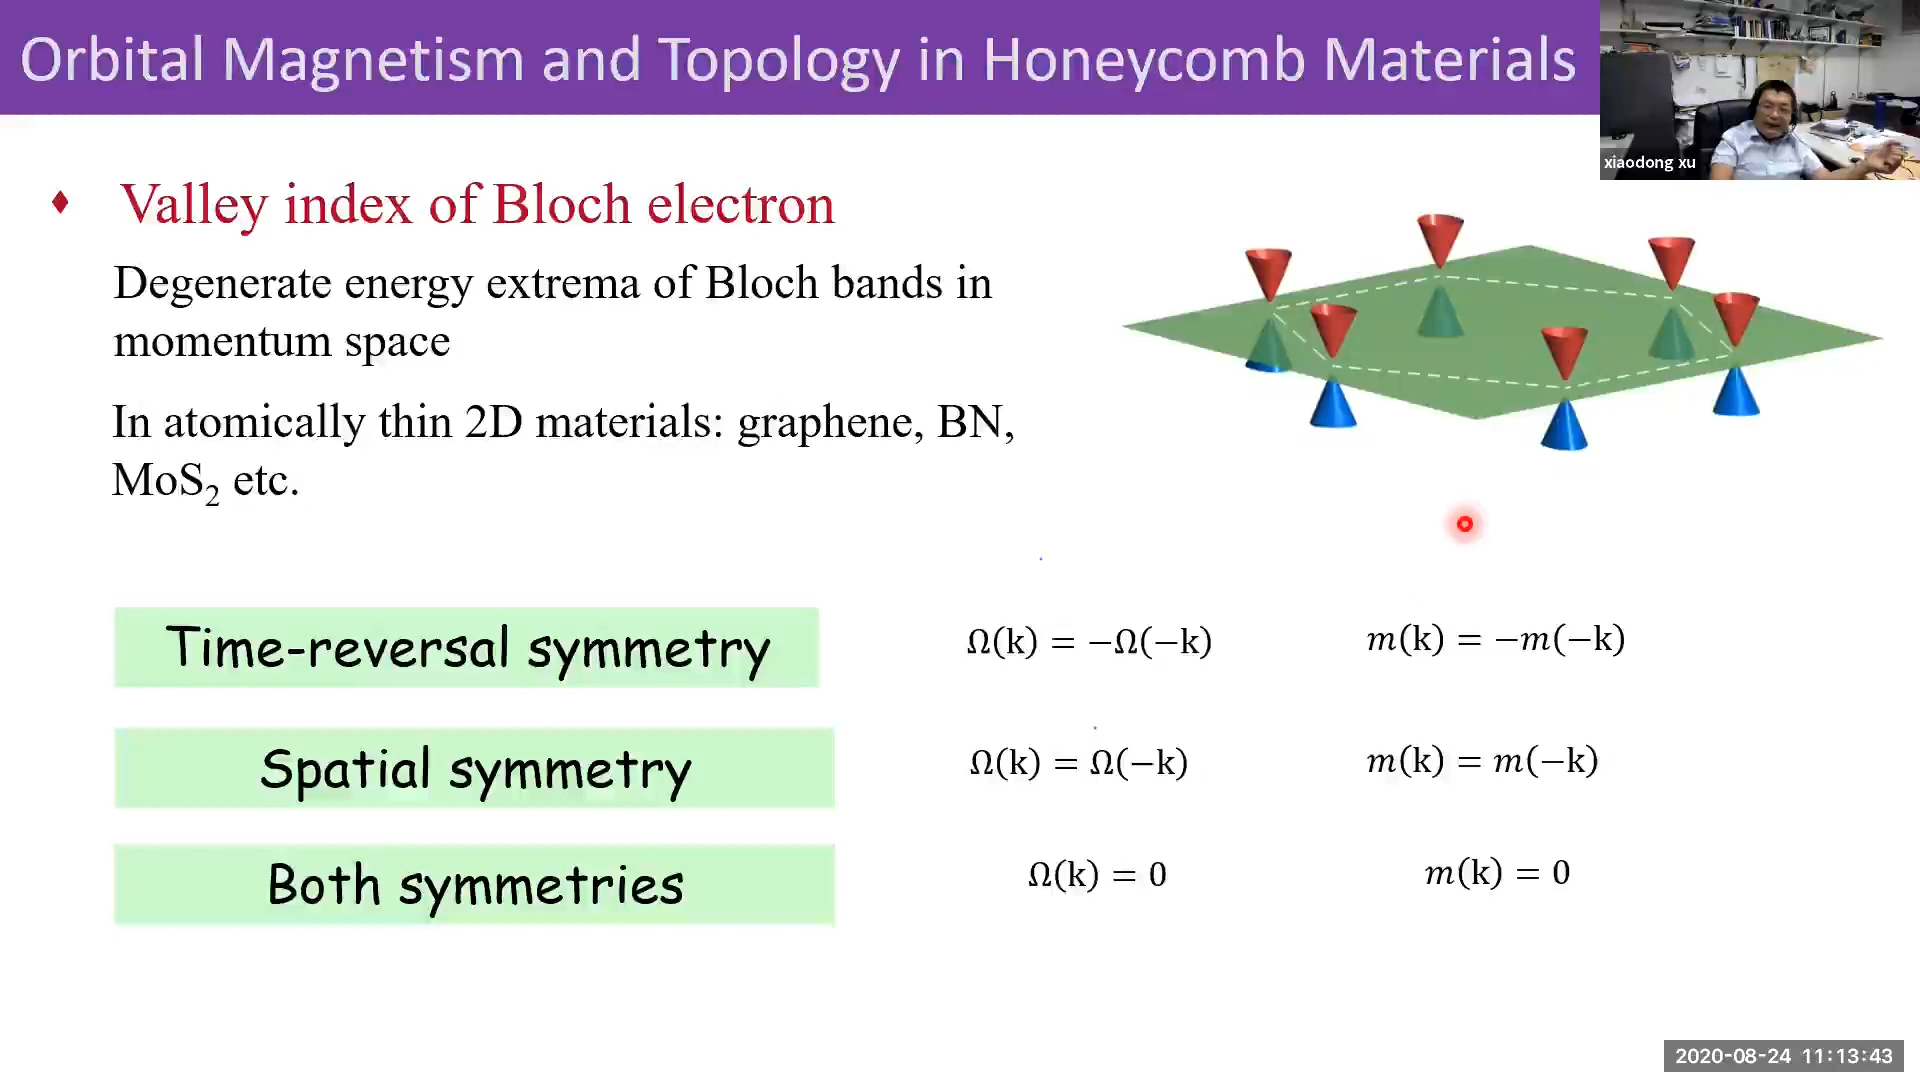 Orbital Magnetism and Topology in Honeycomb Materials
xiaodong xu
♦ Valley index of Bloch electron
Degenerate energy extrema of Bloch bands in
momentum space
In atomically thin 2D materials: graphene, BN,
MoS₂ etc.
Time-reversal symmetry Ω(k) = −Ω(−k) m(k) = −m(−k)
Spatial symmetry Ω(k) = Ω(−k) m(k) = m(−k)
Both symmetries Ω(k) = 0 m(k) = 0
2020-08-24 11:13:43